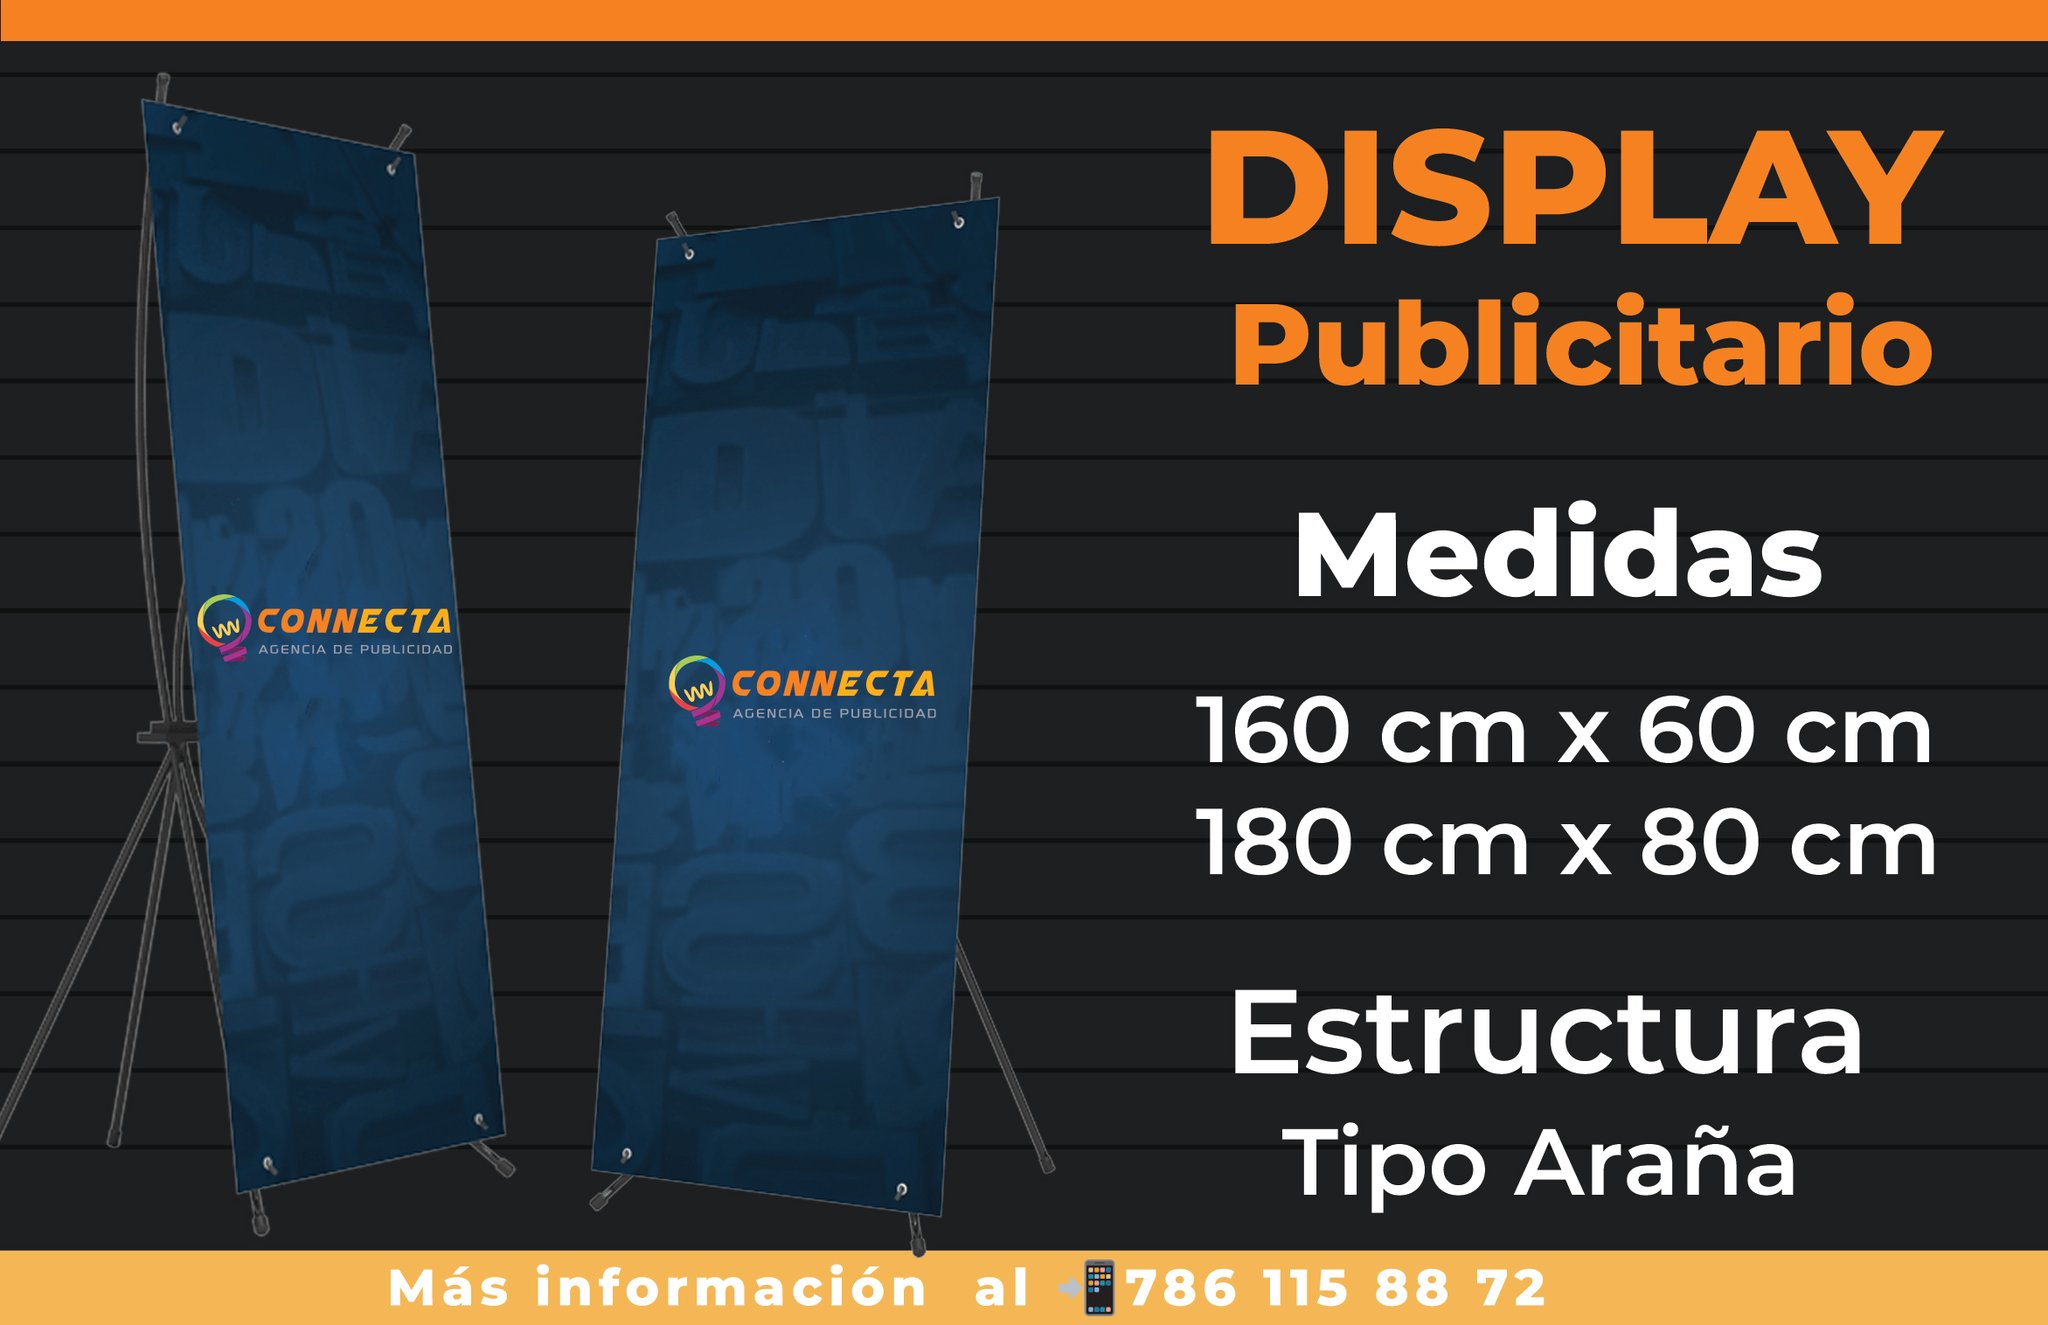 CONNECTA
AGENCIA DE PUBLICIDAD
CONNECTA
AGENCIA DE PUBLICIDAD
DISPLAY
Publicitario
Medidas
160 cm x 60 cm
180 cm x 80 cm
Estructura
Tipo Araña
Más información al 📲786 115 88 72